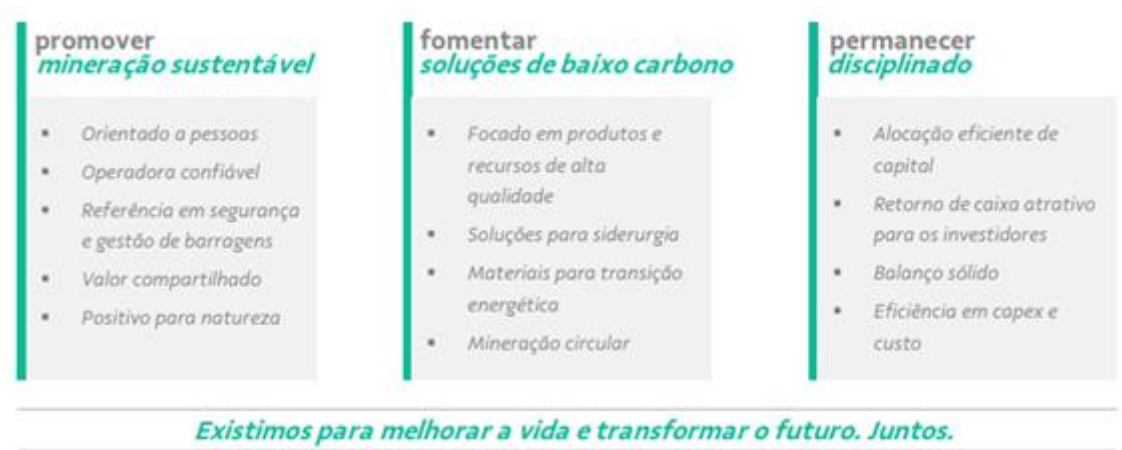 promover
mineração sustentável
▪ Orientado a pessoas
▪ Operadora confiável
▪ Referência em segurança
e gestão de barragens
▪ Valor compartilhado
▪ Positivo para natureza
fomentar
soluções de baixo carbono
▪ Focado em produtos e
recursos de alta
qualidade
▪ Soluções para siderurgia
▪ Materiais para transição
energética
▪ Mineração circular
permanecer
disciplinado
▪ Alocação eficiente de
capital
▪ Retorno de caixa atrativo
para os investidores
▪ Balanço sólido
▪ Eficiência em capex e
custo
Existimos para melhorar a vida e transformar o futuro. Juntos.